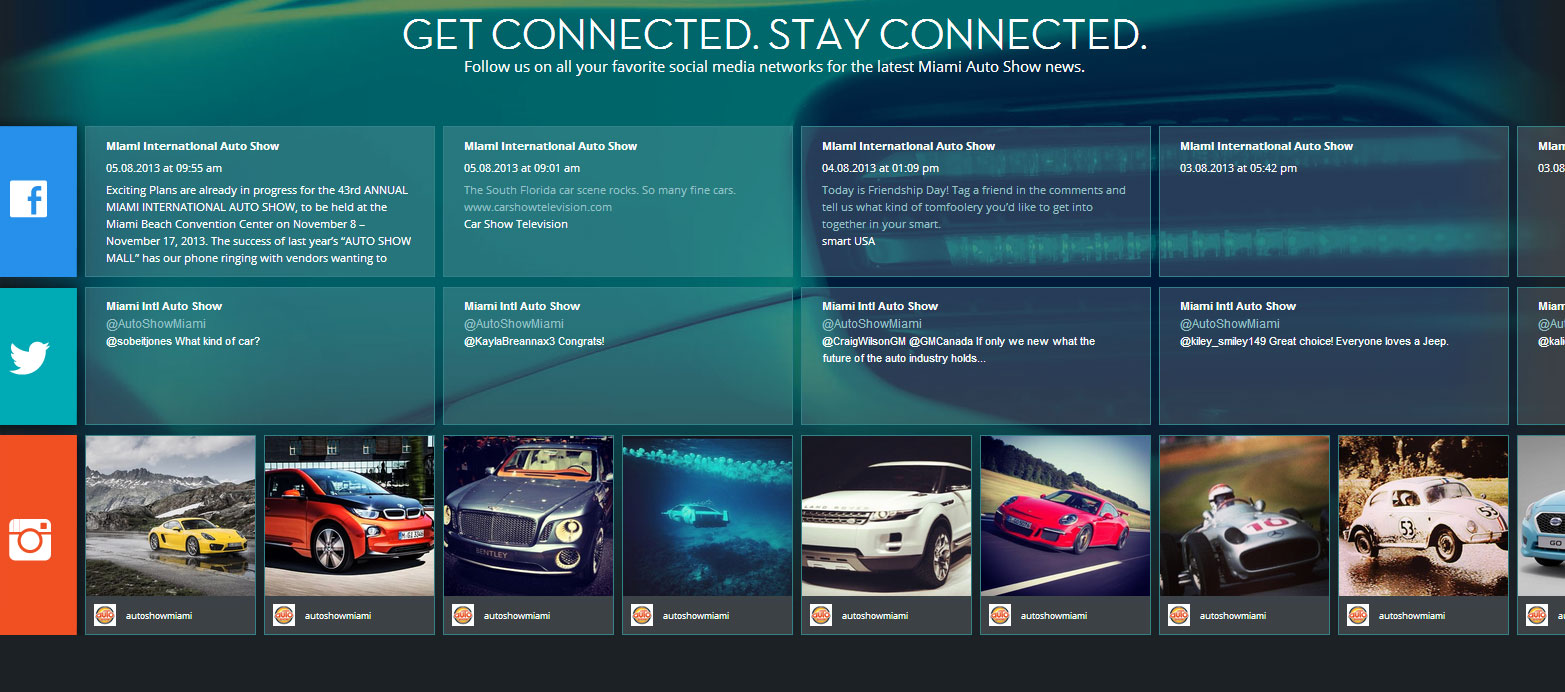 GET CONNECTED. STAY CONNECTED.
Follow us on all your favorite social media networks for the latest Miami Auto Show news.
Miami International Auto Show
05.08.2013 at 09:55 am
Exciting Plans are already in progress for the 43rd ANNUAL
MIAMI INTERNATIONAL AUTO SHOW, to be held at the
Miami Beach Convention Center on November 8 –
November 17, 2013. The success of last year's “AUTO SHOW
MALL” has our phone ringing with vendors wanting to
Miami International Auto Show
05.08.2013 at 09:01 am
The South Florida car scene rocks. So many fine cars.
www.carshowtelevision.com
Car Show Television
Miami International Auto Show
04.08.2013 at 01:09 pm
Today is Friendship Day! Tag a friend in the comments and
tell us what kind of tomfoolery you'd like to get into
together in your smart.
smart USA
Miami International Auto Show
03.08.2013 at 05:42 pm
Miam
03.08
Miami Intl Auto Show
@AutoShowMiami
@sobeitjones What kind of car?
Miami Intl Auto Show
@AutoShowMiami
@KaylaBreannax3 Congrats!
Miami Intl Auto Show
@AutoShowMiami
@CraigWilsonGM @GMCanada If only we new what the
future of the auto industry holds...
Miami Intl Auto Show
@AutoShowMiami
@kiley_smiley149 Great choice! Everyone loves a Jeep.
Miam
@Auto
@kali
BENTLEY
16
53
53
GO
autoshowmiami
autoshowmiami
autoshowmiami
autoshowmiami
autoshowmiami
autoshowmiami
autoshowmiami
autoshowmiami